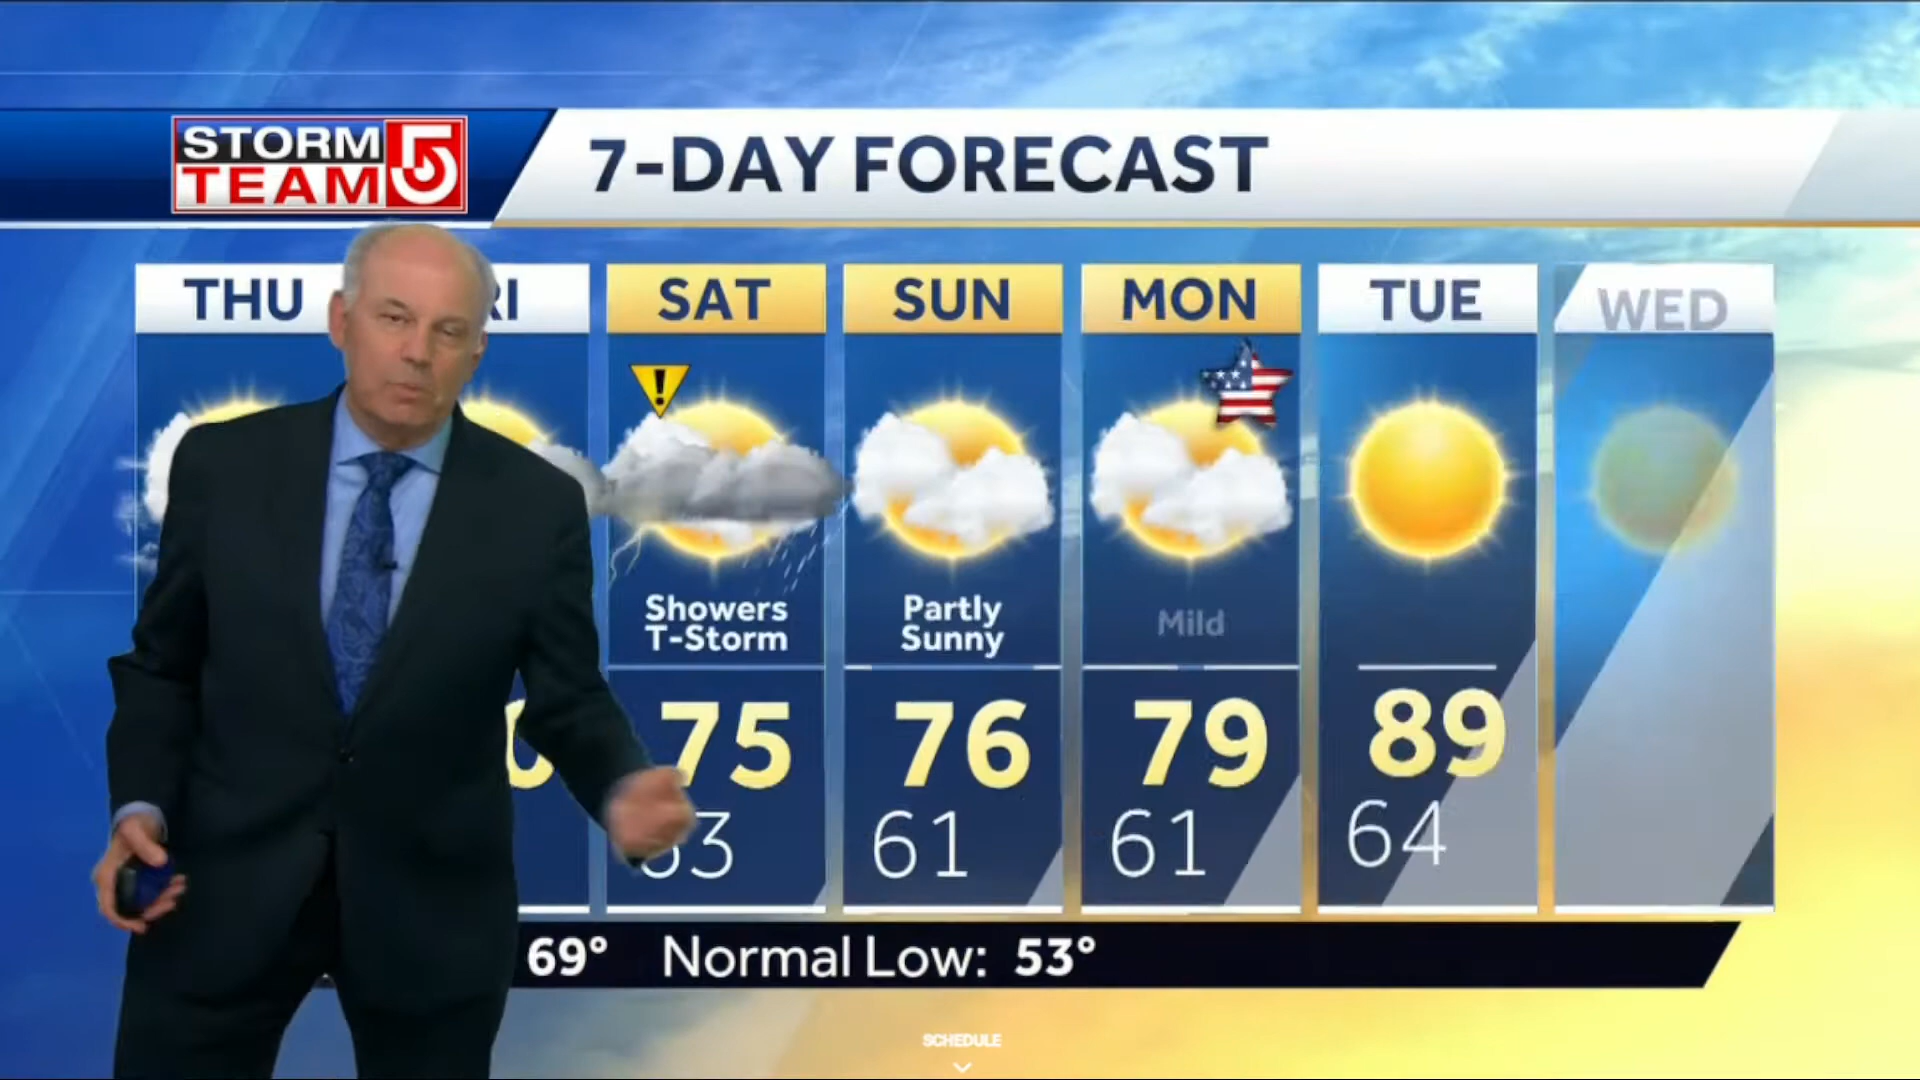 STORM
TEAM 5
7-DAY FORECAST
THU
RI
SAT
SUN
MON
TUE
WED
!
Showers
T-Storm
Partly
Sunny
Mild
75
76
79
89
61
61
64
69° Normal Low: 53°
SCHEDULE